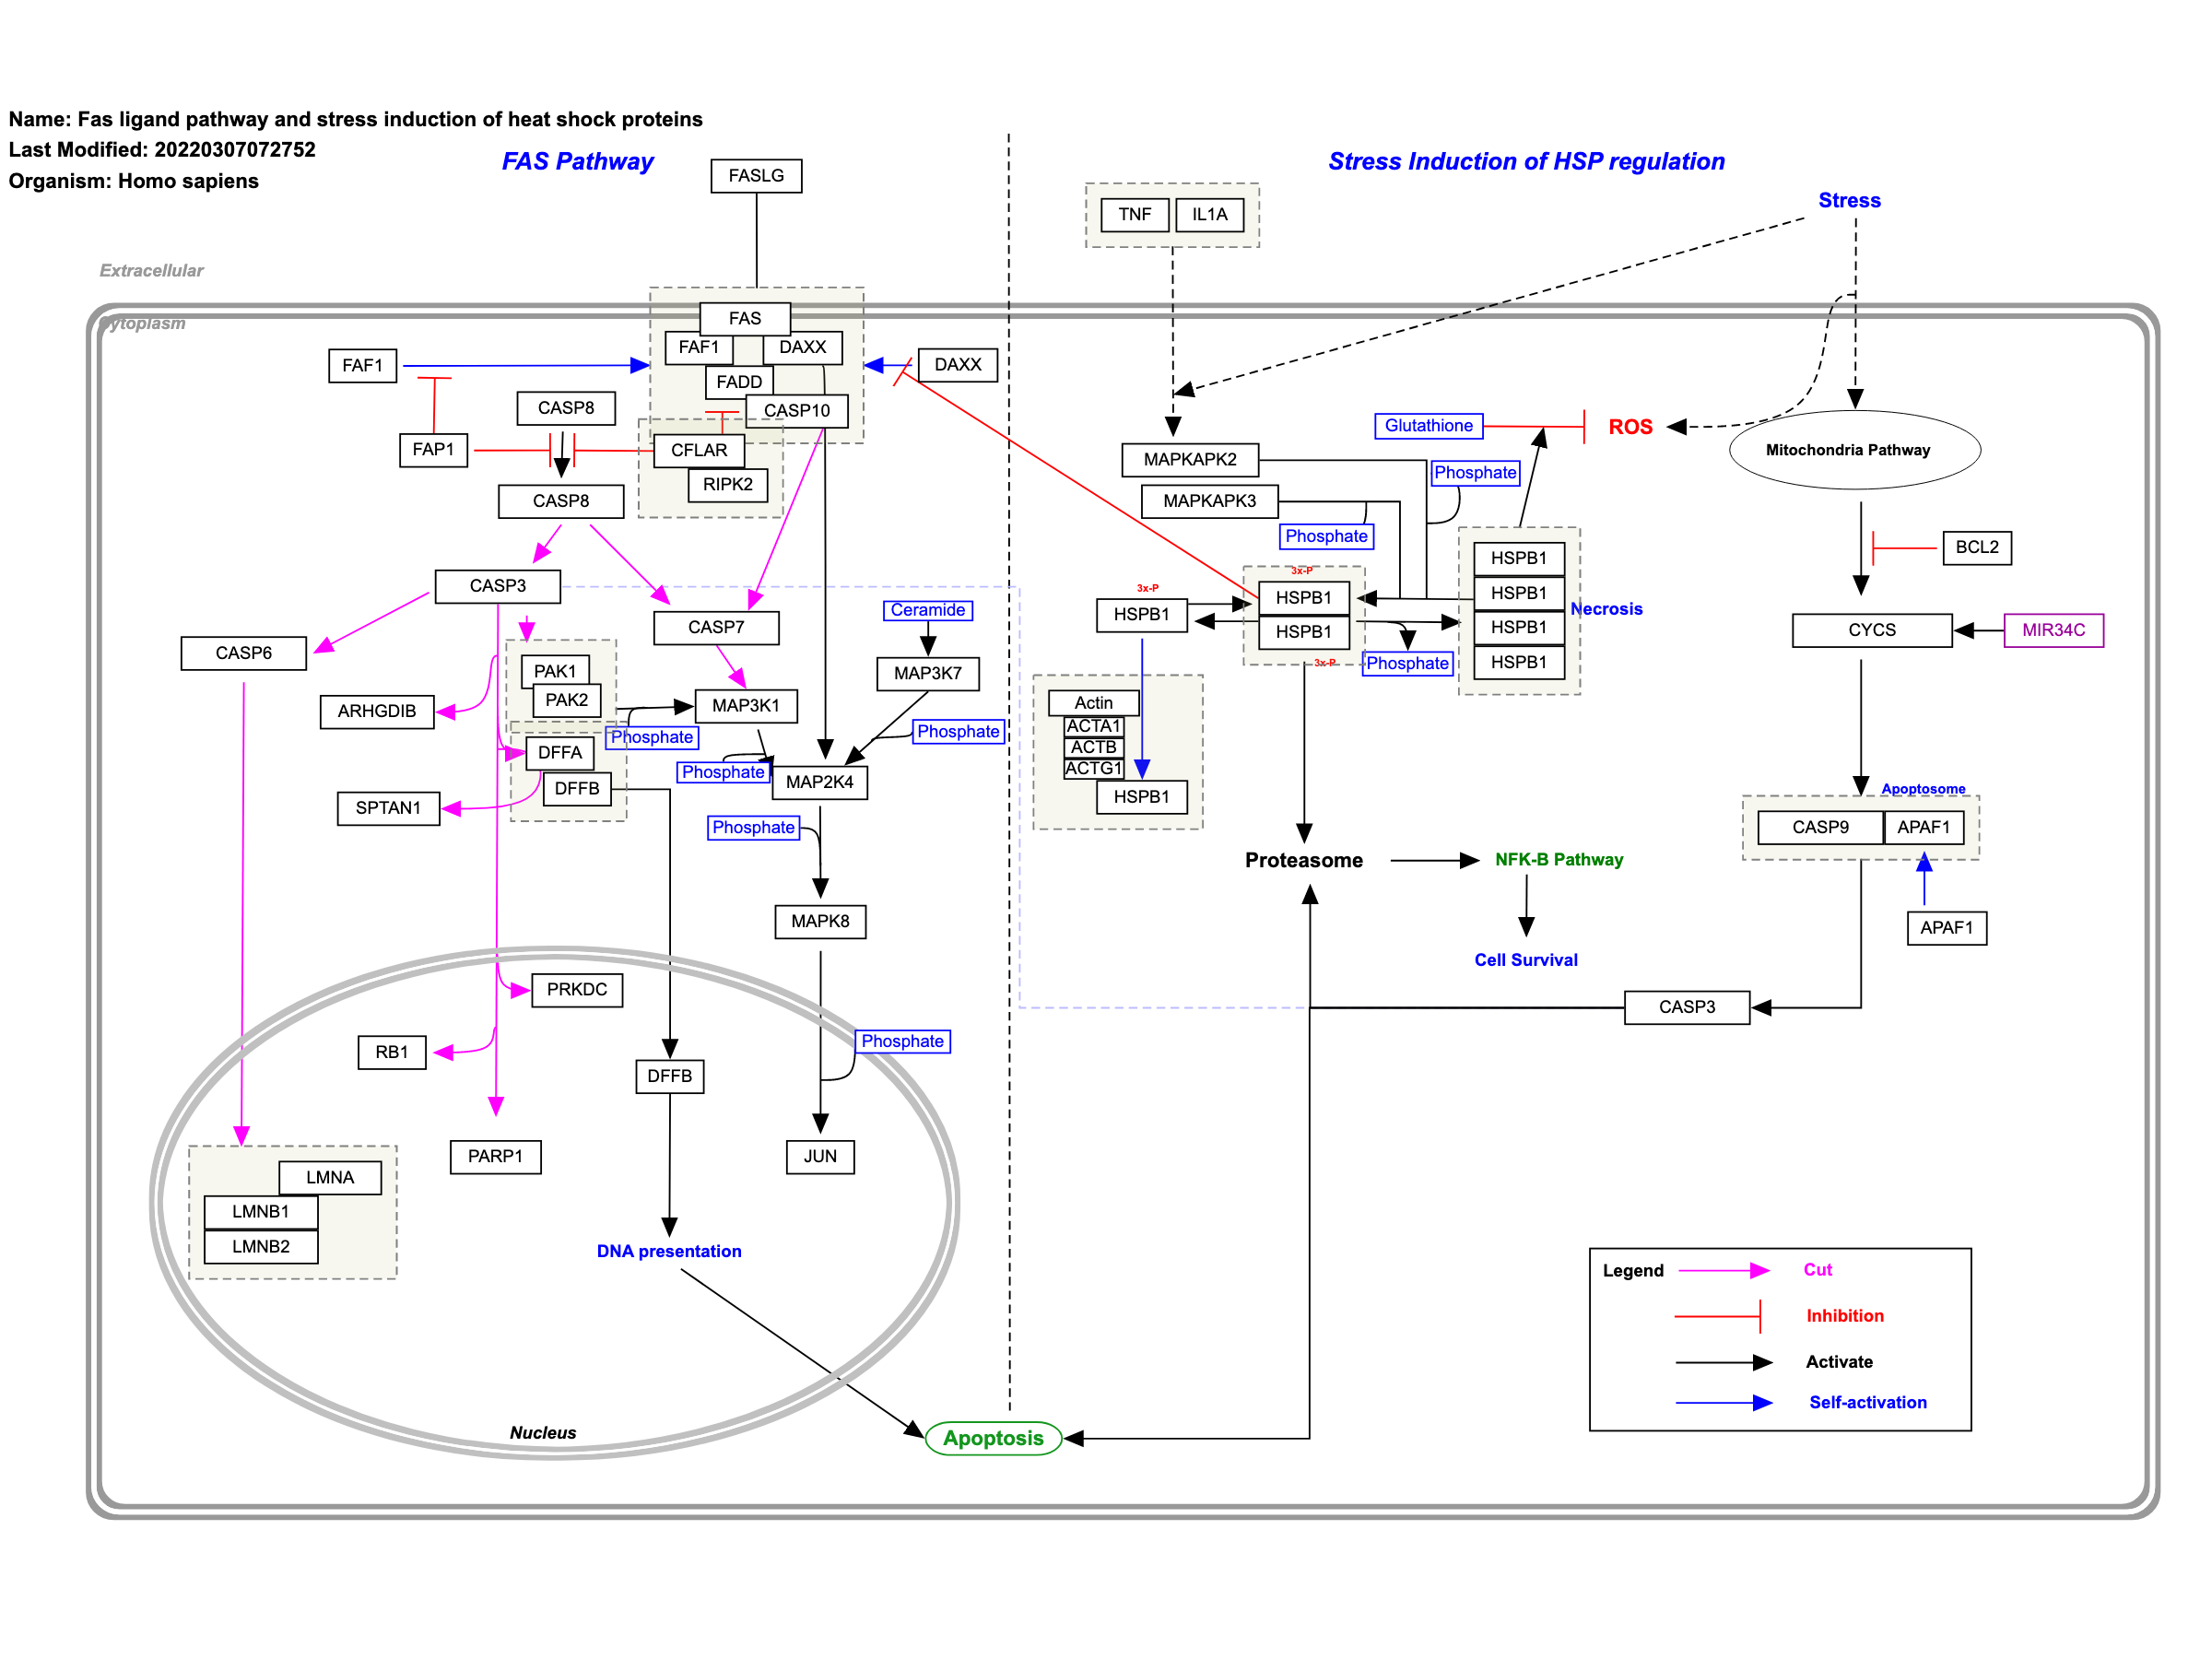 Name: Fas ligand pathway and stress induction of heat shock proteins
Last Modified: 20220307072752
Organism: Homo sapiens
FAS Pathway
Stress Induction of HSP regulation
FASLG
TNF
IL1A
Stress
Extracellular
Cytoplasm
FAS
FAF1
DAXX
FAF1
DAXX
FADD
CASP8
CASP10
Glutathione
ROS
FAP1
CFLAR
RIPK2
Mitochondria Pathway
MAPKAPK2
Phosphate
CASP8
MAPKAPK3
Phosphate
BCL2
HSPB1
HSPB1
HSPB1
HSPB1
Necrosis
3x-P
HSPB1
HSPB1
3x-P
3x-P
HSPB1
Phosphate
CASP3
Ceramide
CASP7
CYCS
MIR34C
CASP6
PAK1
PAK2
MAP3K7
ARHGDIB
MAP3K1
Phosphate
Phosphate
Actin
ACTA1
ACTB
ACTG1
HSPB1
DFFA
DFFB
Phosphate
MAP2K4
SPTAN1
Phosphate
Apoptosome
CASP9
APAF1
Proteasome
NFK-B Pathway
MAPK8
APAF1
Cell Survival
PRKDC
CASP3
RB1
Phosphate
DFFB
PARP1
JUN
LMNA
LMNB1
LMNB2
DNA presentation
Legend
Cut
Inhibition
Activate
Self-activation
Nucleus
Apoptosis